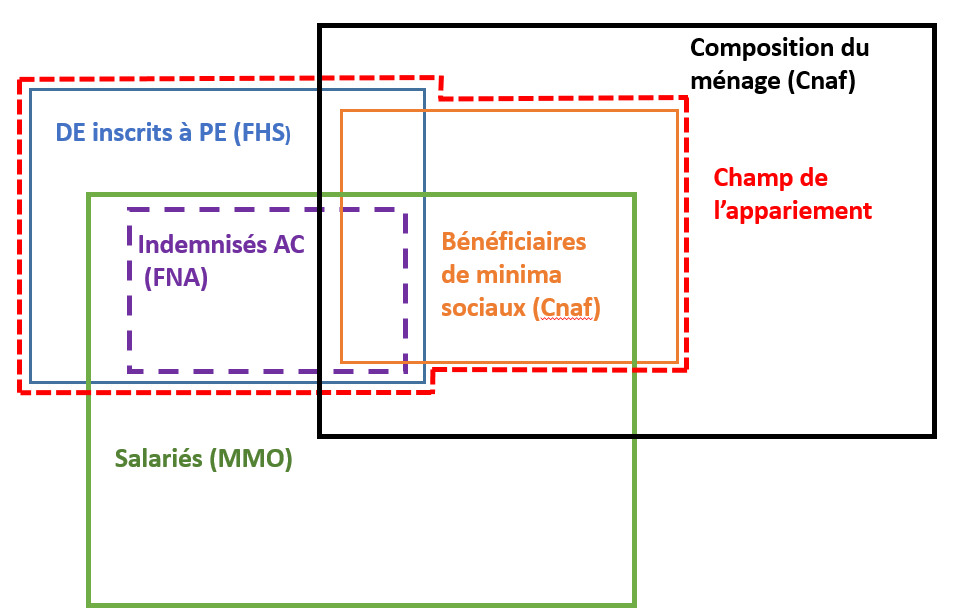 Composition du
ménage (Cnaf)
DE inscrits à PE (FHS)
Champ de
l’appariement
Indemnisés AC
(FNA)
Bénéficiaires
de minima
sociaux (Cnaf)
Salariés (MMO)